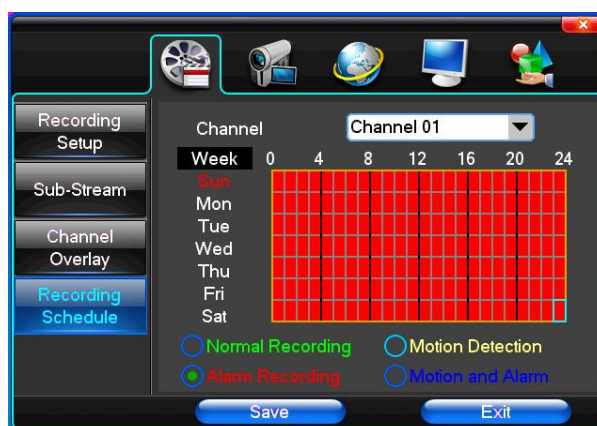 Recording
Setup
Sub-Stream
Channel
Overlay
Recording
Schedule
Channel Channel 01
Week 0 4 8 12 16 20 24
Sun
Mon
Tue
Wed
Thu
Fri
Sat
Normal Recording Motion Detection
Alarm Recording Motion and Alarm
Save Exit